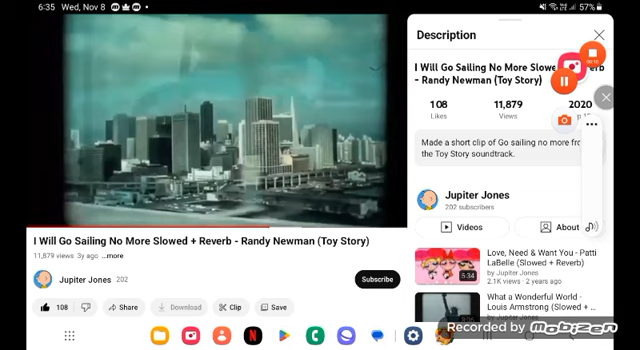 6:35 Wed, Nov 8
57%
Description
I Will Go Sailing No More Slowed
- Randy Newman (Toy Story)
108
11,879
2020
Likes
Views
Made a short clip of Go sailing no more
the Toy Story soundtrack.
Jupiter Jones
202 subscribers
Videos
About
Love, Need & Want You - Patti
LaBelle (Slowed + Reverb)
by Jupiter Jones
2.1K views · 2 years ago
5:34
What a Wonderful World -
Louis Armstrong (Slowed + ...
by Jupiter Jones
I Will Go Sailing No More Slowed + Reverb - Randy Newman (Toy Story)
11,879 views 3y ago ...more
Jupiter Jones 202
Subscribe
108
Share
Download
Clip
Save
Recorded by Mobizen